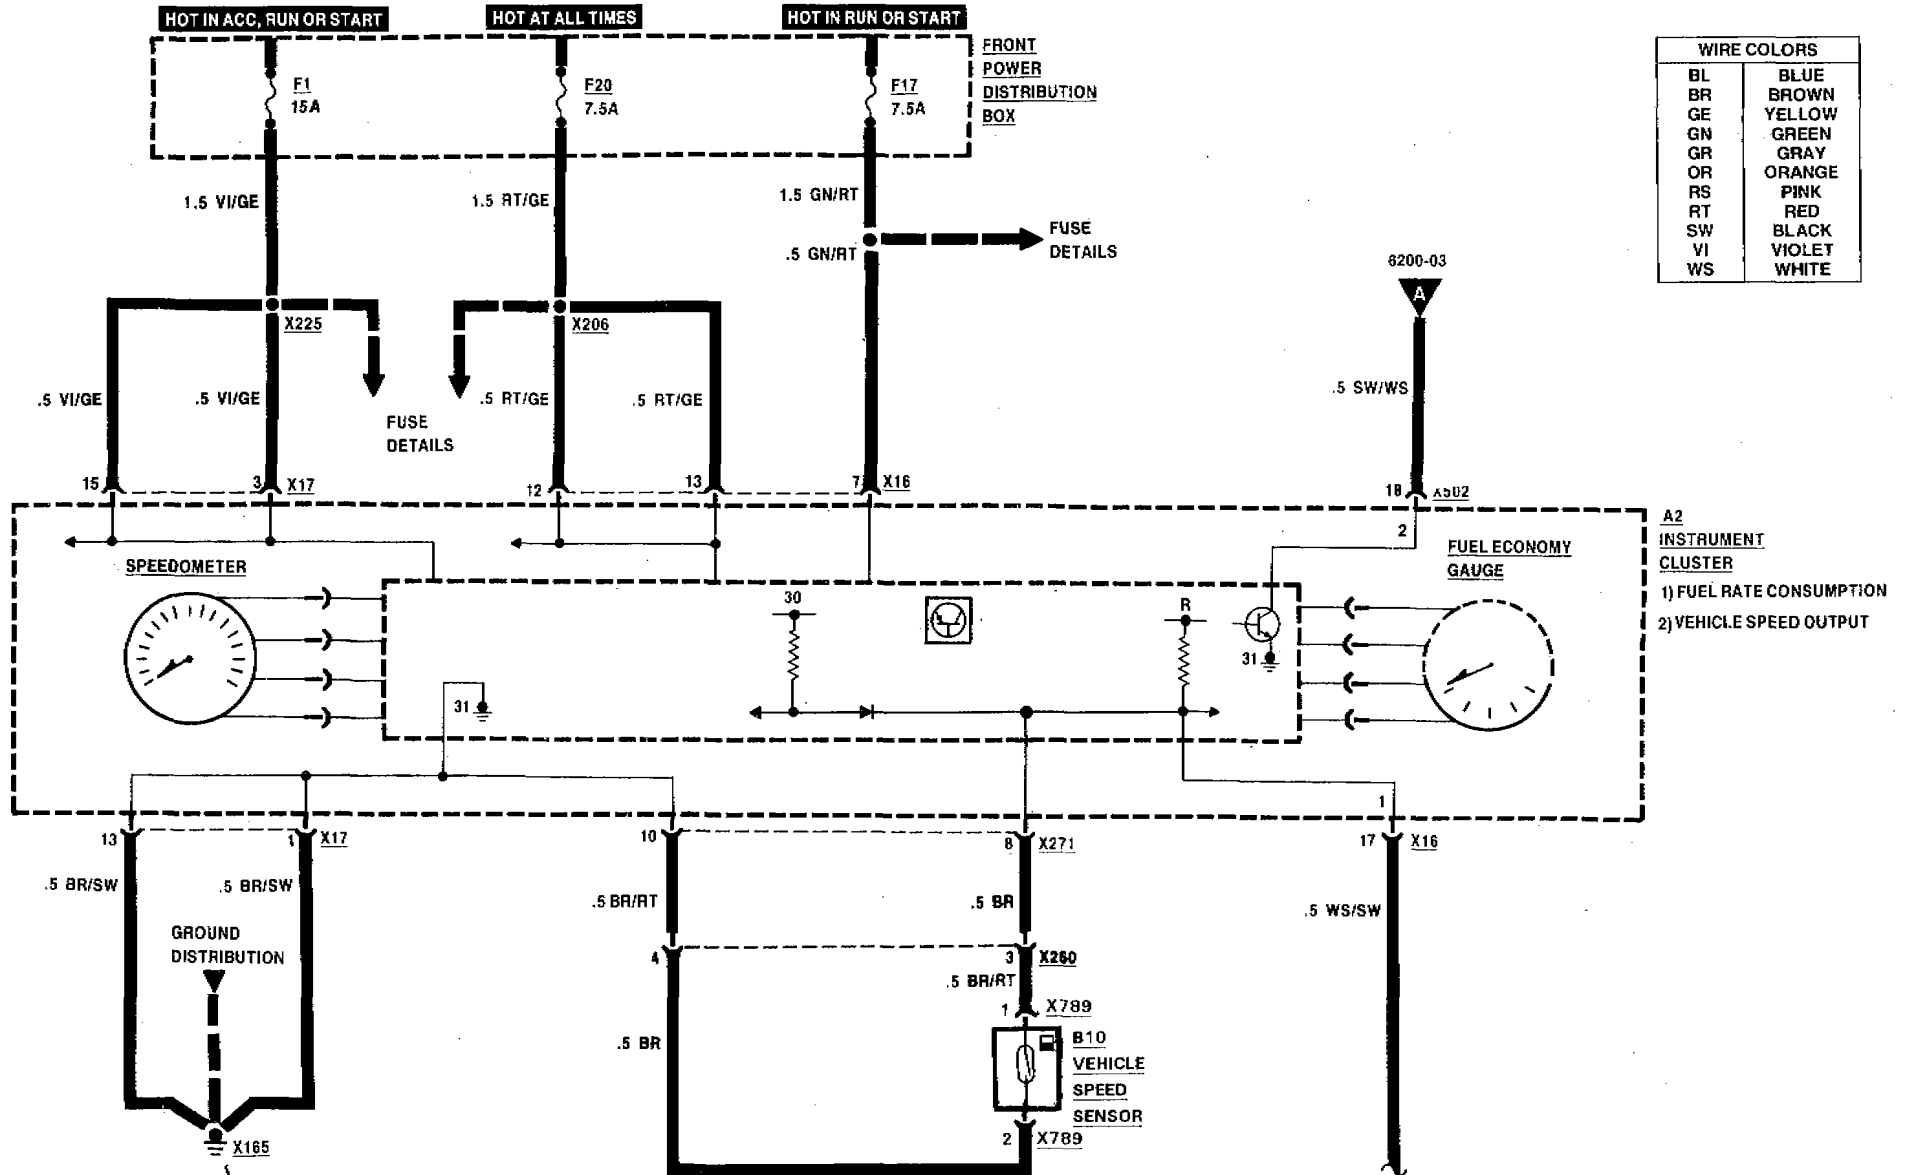 HOT IN ACC, RUN OR START
HOT AT ALL TIMES
HOT IN RUN OR START
FRONT
POWER
DISTRIBUTION
BOX
F1
15A
F20
7.5A
F17
7.5A
WIRE COLORS
BL BLUE
BR BROWN
GE YELLOW
GN GREEN
GR GRAY
OR ORANGE
RS PINK
RT RED
SW BLACK
VI VIOLET
WS WHITE
1.5 VI/GE
1.5 RT/GE
1.5 GN/RT
FUSE
DETAILS
.5 GN/RT
6200-03
A
X225
X206
.5 VI/GE
.5 VI/GE
.5 RT/GE
.5 RT/GE
.5 SW/WS
FUSE
DETAILS
15
3
X17
12
13
7
X16
18
X502
2
A2
INSTRUMENT
CLUSTER
1) FUEL RATE CONSUMPTION
2) VEHICLE SPEED OUTPUT
SPEEDOMETER
FUEL ECONOMY
GAUGE
30
R
31
31
1
13
1
X17
10
8
X271
17
X16
.5 BR/SW
.5 BR/SW
.5 BR/RT
.5 BR
.5 WS/SW
GROUND
DISTRIBUTION
4
3
X260
.5 BR/RT
1
X789
.5 BR
B10
VEHICLE
SPEED
SENSOR
2
X789
X165